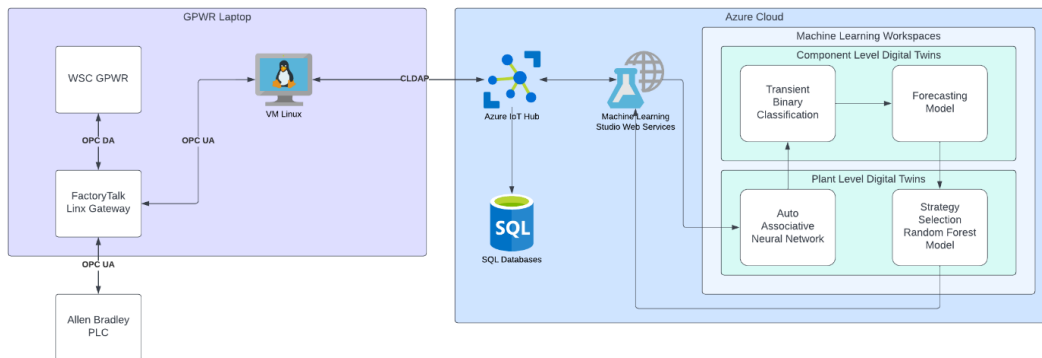 GPWR Laptop
WSC GPWR
OPC DA
OPC UA
FactoryTalk
Linx Gateway
OPC UA
Allen Bradley
PLC
VM Linux
CLDAP
Azure Cloud
Azure IoT Hub
SQL
SQL Databases
Machine Learning
Studio Web Services
Machine Learning Workspaces
Component Level Digital Twins
Transient
Binary
Classification
Forecasting
Model
Plant Level Digital Twins
Auto
Associative
Neural Network
Strategy
Selection
Random Forest
Model